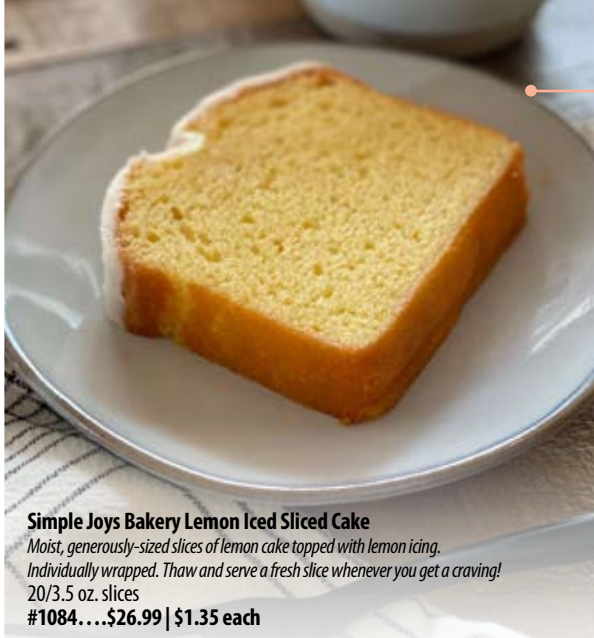 Simple Joys Bakery Lemon Iced Sliced Cake
Moist, generously-sized slices of lemon cake topped with lemon icing.
Individually wrapped. Thaw and serve a fresh slice whenever you get a craving!
20/3.5 oz. slices
#1084....$26.99 | $1.35 each